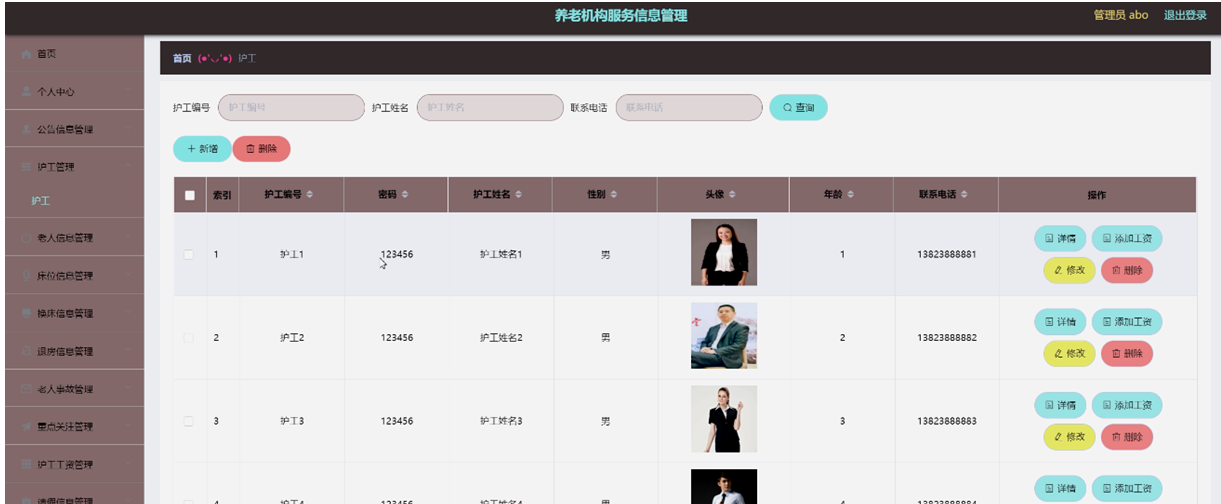 养老机构服务信息管理
管理员 abo 退出登录
首页
个人中心
公告信息管理
护工管理
护工
老人信息管理
床位信息管理
换床信息管理
退房信息管理
老人事故管理
重点关注管理
护工工资管理
请假信息管理
首页 (●'◡'●) 护工
护工编号 护工编号 护工姓名 护工姓名 联系电话 联系电话 查询
+ 新增 删除
索引 护工编号 密码 护工姓名 性别 头像 年龄 联系电话 操作
1 护工1 123456 护工姓名1 男 1 13823888881 详情 添加工资
修改 删除
2 护工2 123456 护工姓名2 男 2 13823888882 详情 添加工资
修改 删除
3 护工3 123456 护工姓名3 男 3 13823888883 详情 添加工资
修改 删除
4 护工4 123456 护工姓名4 男 4 13823888884 详情 添加工资